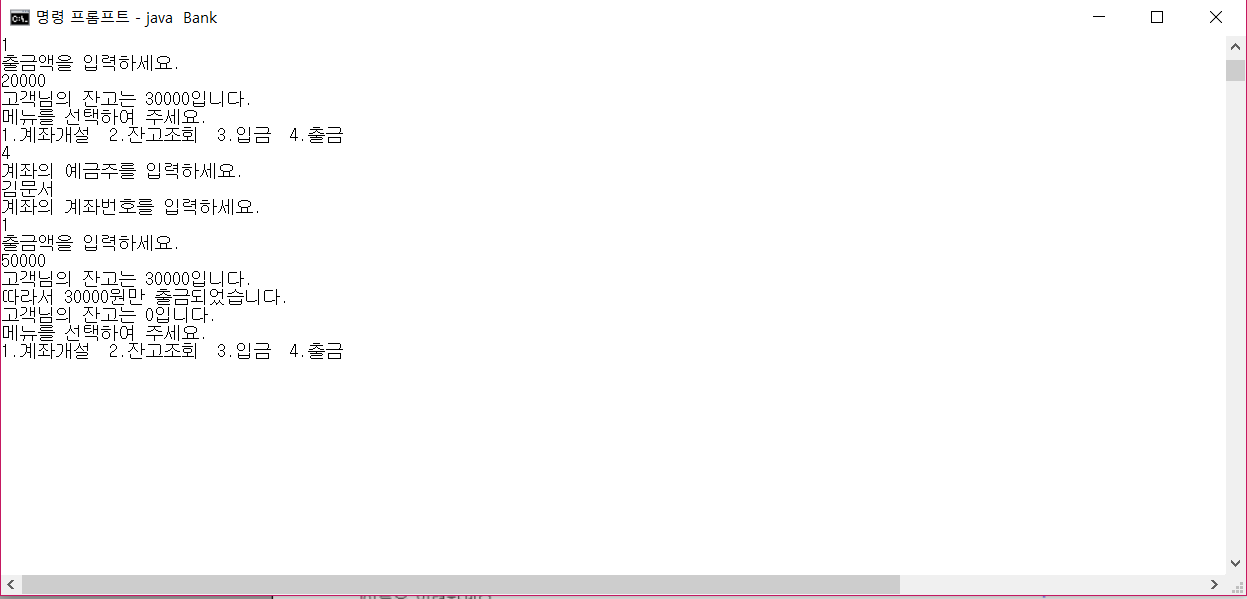 명령 프롬프트 - java  Bank
1
출금액을 입력하세요.
20000
고객님의 잔고는 30000입니다.
메뉴를 선택하여 주세요.
1.계좌개설  2.잔고조회  3.입금  4.출금
4
계좌의 예금주를 입력하세요.
김문서
계좌의 계좌번호를 입력하세요.
1
출금액을 입력하세요.
50000
고객님의 잔고는 30000입니다.
따라서 30000원만 출금되었습니다.
고객님의 잔고는 0입니다.
메뉴를 선택하여 주세요.
1.계좌개설  2.잔고조회  3.입금  4.출금